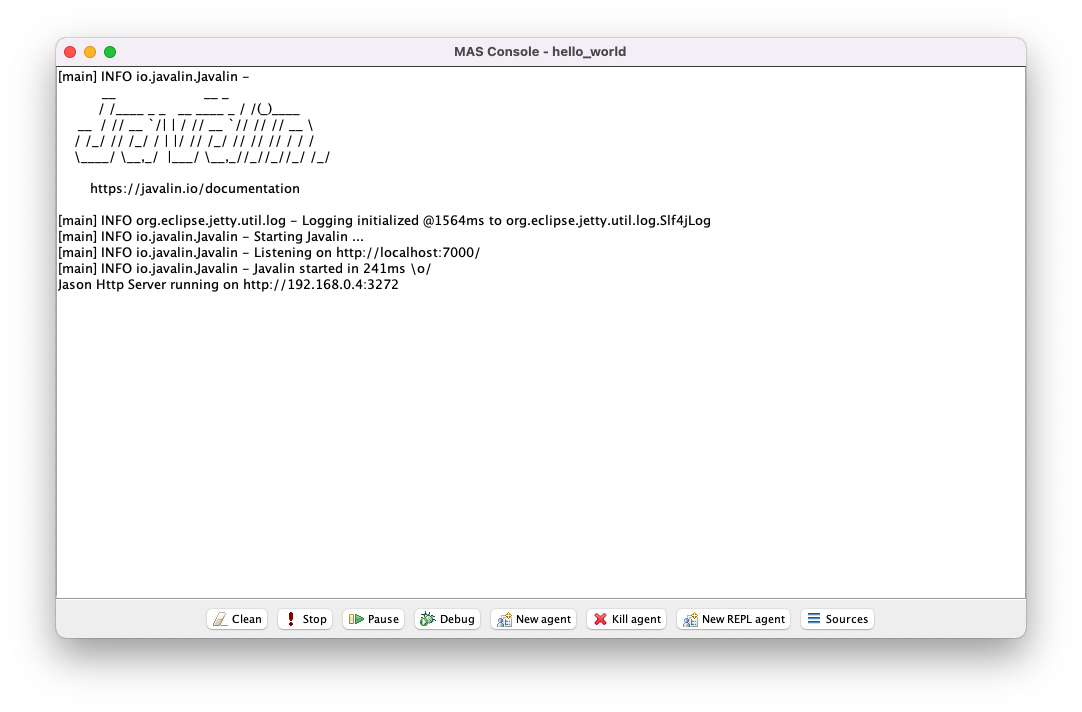 MAS Console - hello_world
[main] INFO io.javalin.Javalin -
           __                      __ _
          / /____ _ _   __ ____ _ / /(_)____
     __  / // __ `/| | / // __ `// // // __ \
    / /_/ // /_/ / | |/ // /_/ // // // / / /
    \____/ \__,_/  |___/ \__,_//_//_//_/ /_/
https://javalin.io/documentation
[main] INFO org.eclipse.jetty.util.log - Logging initialized @1564ms to org.eclipse.jetty.util.log.Slf4jLog
[main] INFO io.javalin.Javalin - Starting Javalin ...
[main] INFO io.javalin.Javalin - Listening on http://localhost:7000/
[main] INFO io.javalin.Javalin - Javalin started in 241ms \o/
Jason Http Server running on http://192.168.0.4:3272
Clean Stop Pause Debug New agent Kill agent New REPL agent Sources